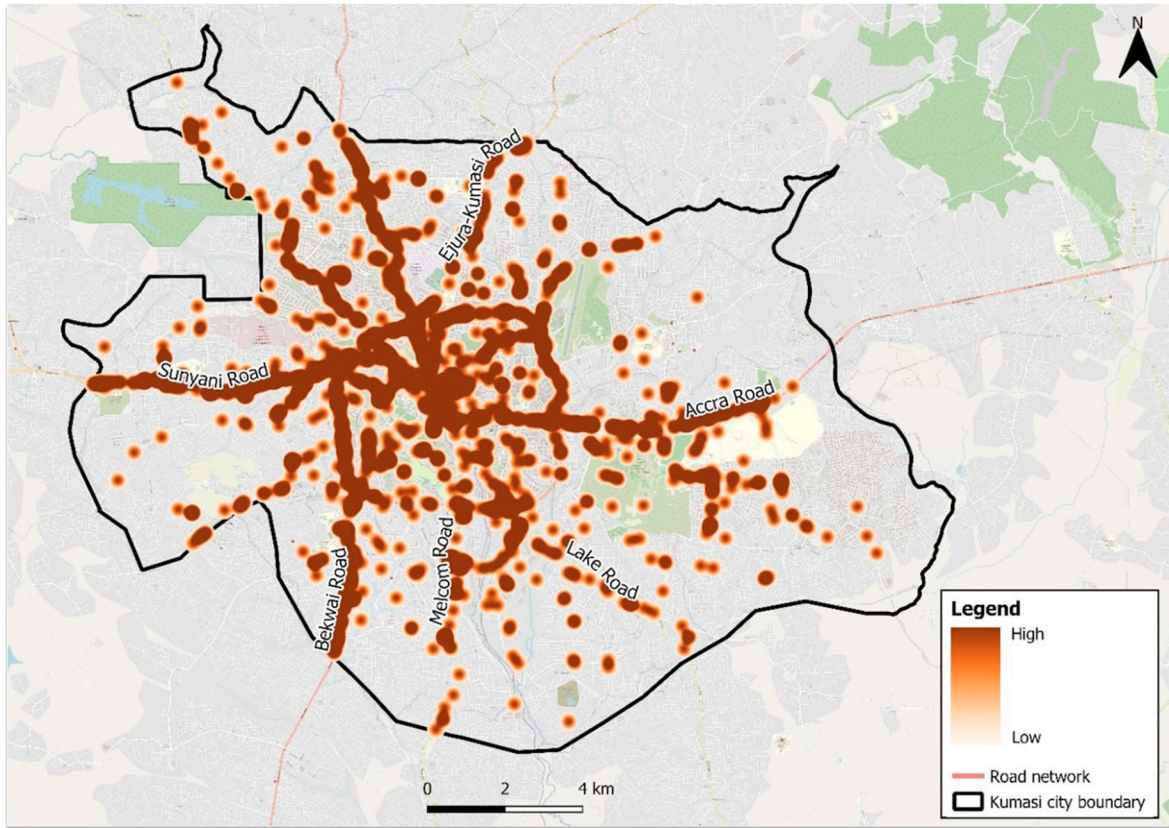 N
Ejura-Kumasi Road
Sunyani Road
Accra Road
Lake Road
Melcom Road
Bekwai Road
Legend
High
Low
Road network
Kumasi city boundary
0 2 4 km